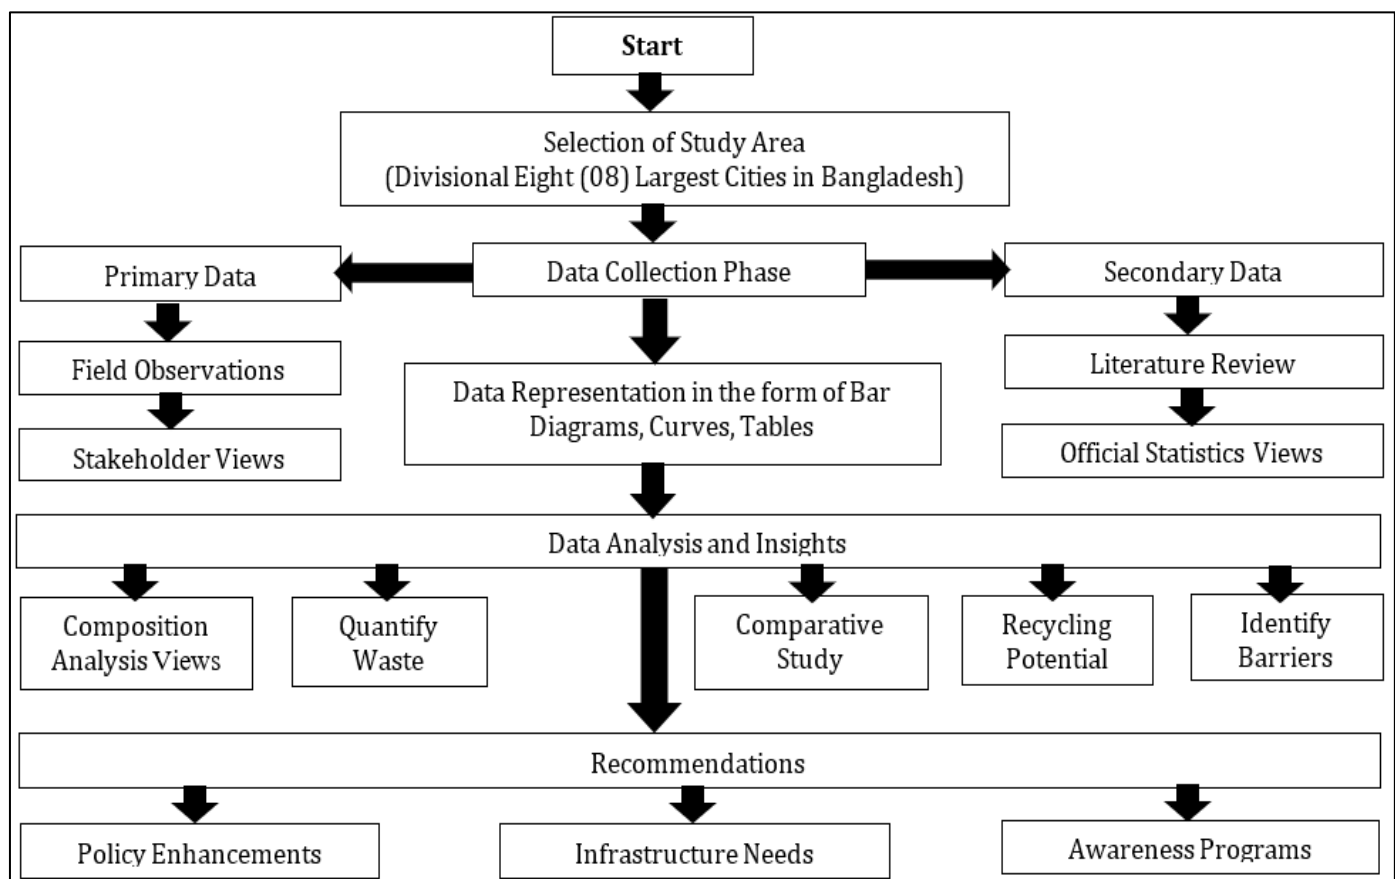 Start
Selection of Study Area
(Divisional Eight (08) Largest Cities in Bangladesh)
Primary Data
Data Collection Phase
Secondary Data
Field Observations
Literature Review
Data Representation in the form of Bar
Diagrams, Curves, Tables
Stakeholder Views
Official Statistics Views
Data Analysis and Insights
Composition
Analysis Views
Quantify
Waste
Comparative
Study
Recycling
Potential
Identify
Barriers
Recommendations
Policy Enhancements
Infrastructure Needs
Awareness Programs